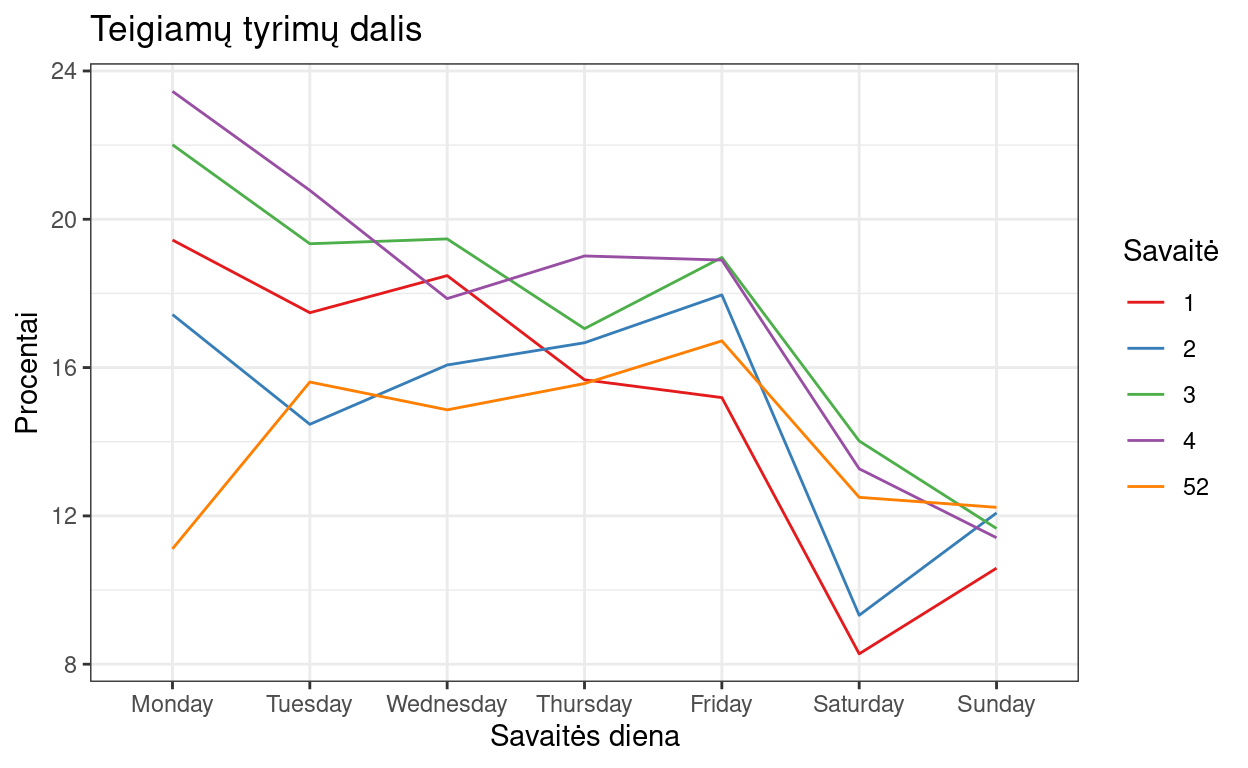 Teigiamų tyrimų dalis
Procentai
24
20
16
12
8
Monday Tuesday Wednesday Thursday Friday Saturday Sunday
Savaitės diena
Savaitė
1
2
3
4
52